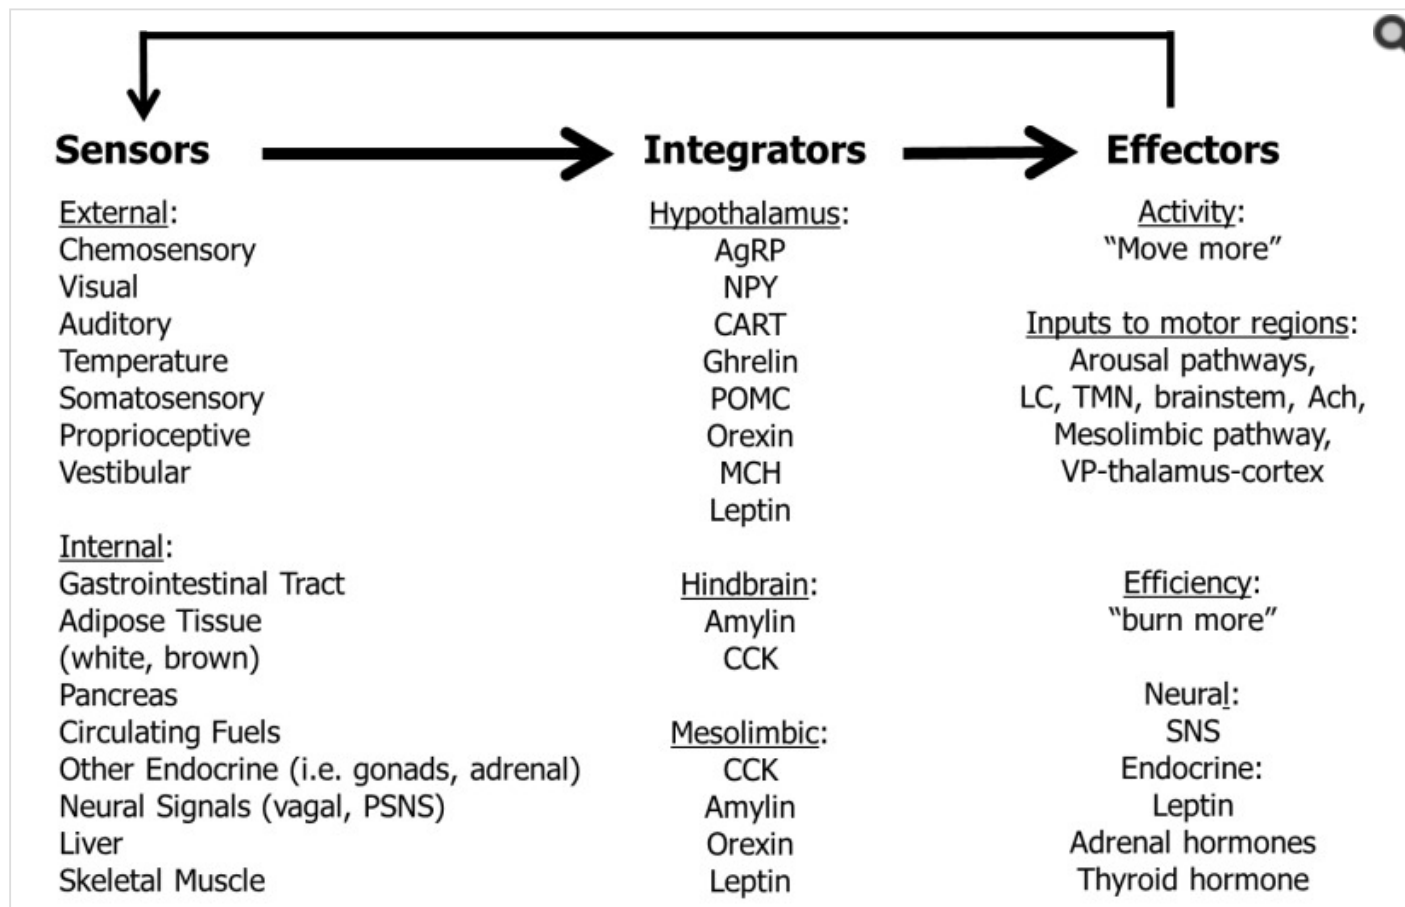 Sensors
Integrators
Effectors
External:
Chemosensory
Visual
Auditory
Temperature
Somatosensory
Proprioceptive
Vestibular
Internal:
Gastrointestinal Tract
Adipose Tissue
(white, brown)
Pancreas
Circulating Fuels
Other Endocrine (i.e. gonads, adrenal)
Neural Signals (vagal, PSNS)
Liver
Skeletal Muscle
Hypothalamus:
AgRP
NPY
CART
Ghrelin
POMC
Orexin
MCH
Leptin
Hindbrain:
Amylin
CCK
Mesolimbic:
CCK
Amylin
Orexin
Leptin
Activity:
“Move more”
Inputs to motor regions:
Arousal pathways,
LC, TMN, brainstem, Ach,
Mesolimbic pathway,
VP-thalamus-cortex
Efficiency:
“burn more”
Neural:
SNS
Endocrine:
Leptin
Adrenal hormones
Thyroid hormone